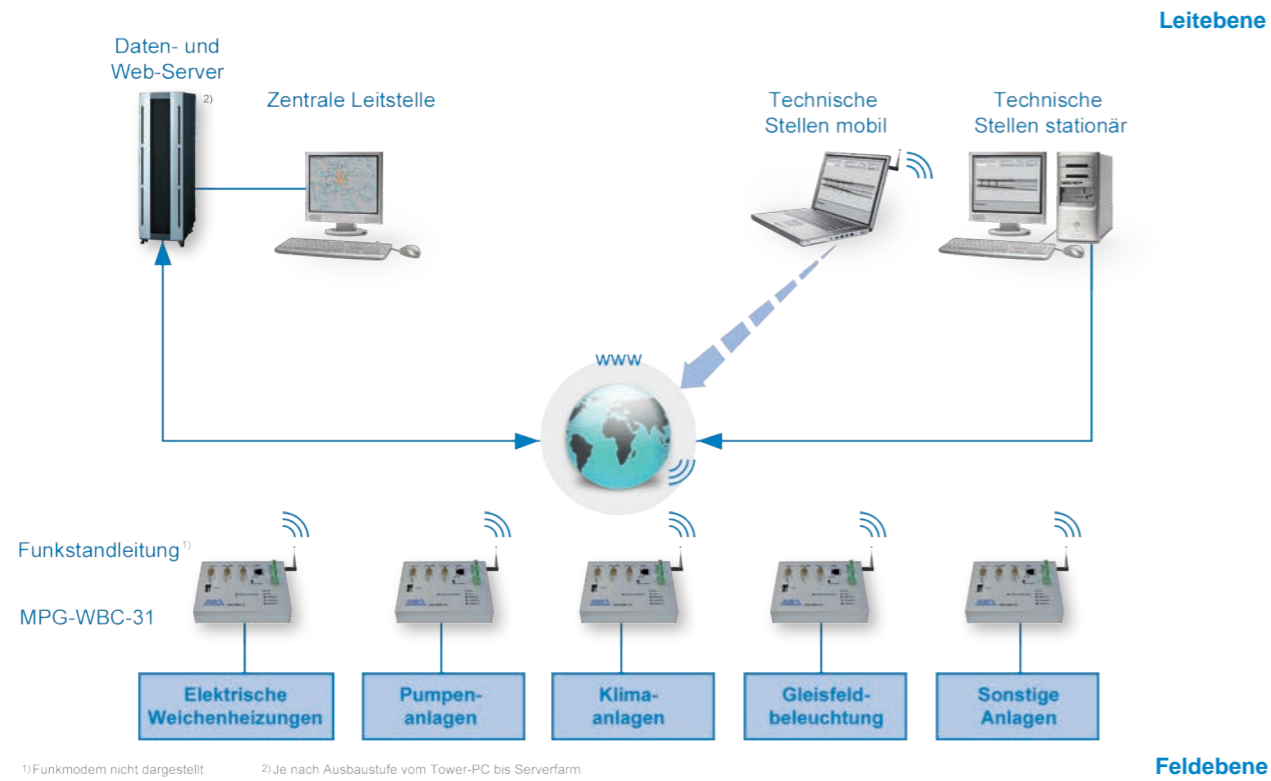 Leitebene
Daten- und
Web-Server
2)
Zentrale Leitstelle
Technische
Stellen mobil
Technische
Stellen stationär
WWW
Funkstandleitung 1)
MPG-WBC-31
Elektrische
Weichenheizungen
Pumpen-
anlagen
Klima-
anlagen
Gleisfeld-
beleuchtung
Sonstige
Anlagen
1) Funkmodem nicht dargestellt
2) Je nach Ausbaustufe vom Tower-PC bis Serverfarm
Feldebene